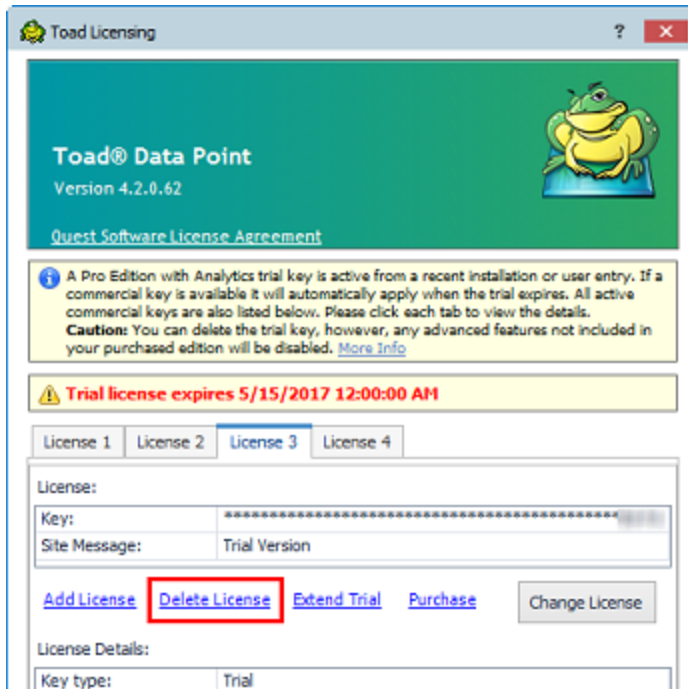 Toad Licensing ?
Toad® Data Point
Version 4.2.0.62
Quest Software License Agreement
A Pro Edition with Analytics trial key is active from a recent installation or user entry. If a
commercial key is available it will automatically apply when the trial expires. All active
commercial keys are also listed below. Please click each tab to view the details.
Caution: You can delete the trial key, however, any advanced features not included in
your purchased edition will be disabled. More Info
Trial license expires 5/15/2017 12:00:00 AM
License 1 License 2 License 3 License 4
License:
Key: ********************************************
Site Message: Trial Version
Add License Delete License Extend Trial Purchase Change License
License Details:
Key type: Trial